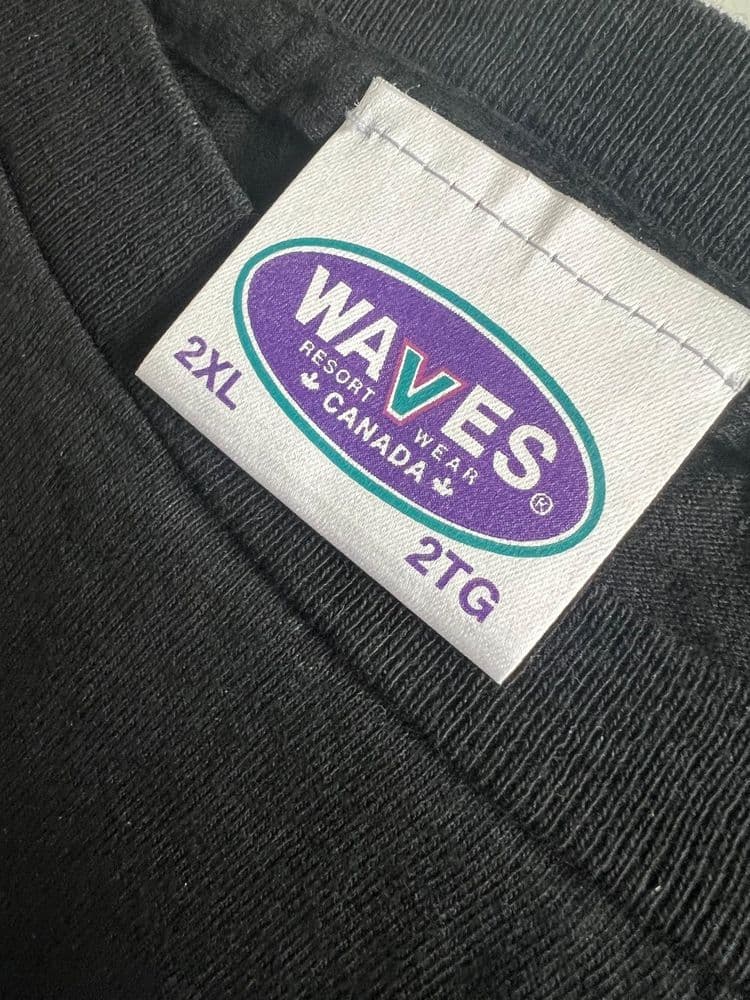 WAVES®
RESORT WEAR
CANADA
2XL
2TG